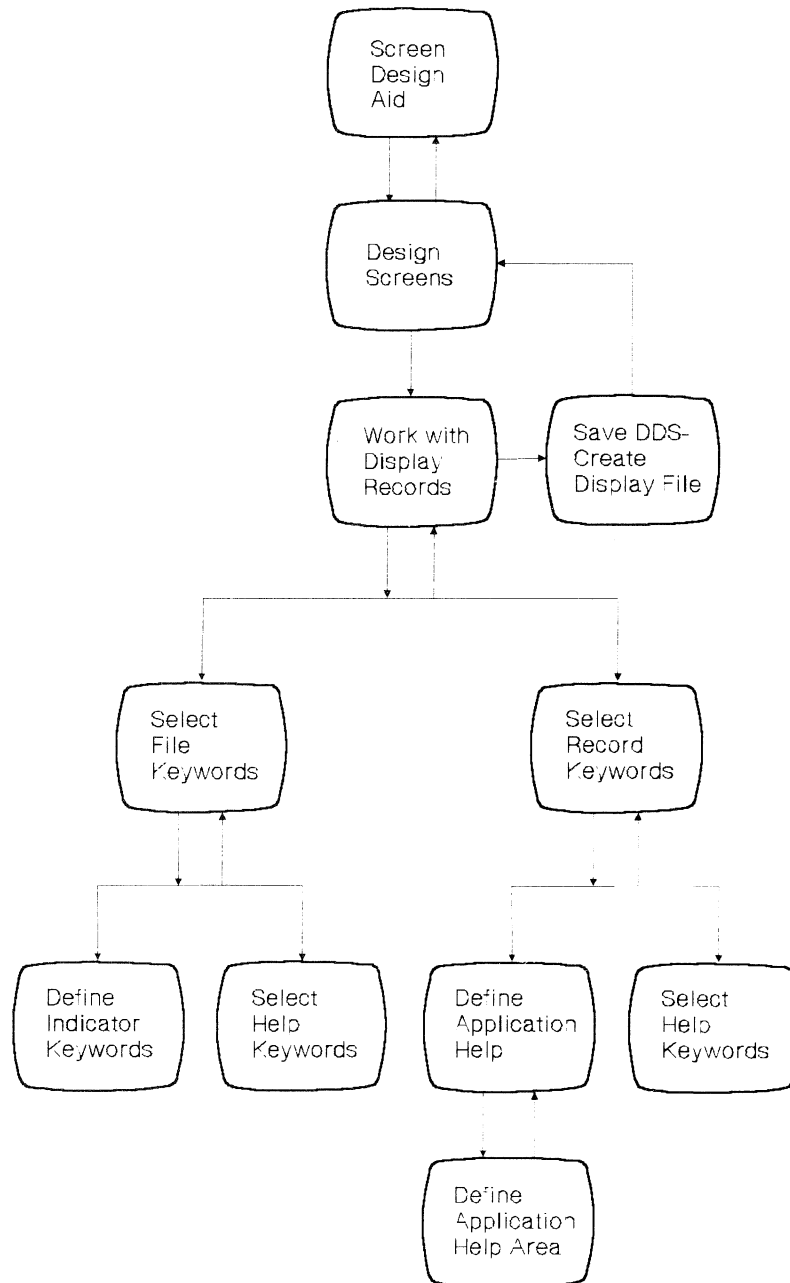 Screen
Design
Aid
Design
Screens
Work with
Display
Records
Save DDS-
Create
Display File
Select
File
Keywords
Select
Record
Keywords
Define
Indicator
Keywords
Select
Help
Keywords
Define
Application
Help
Select
Help
Keywords
Define
Application
Help Area